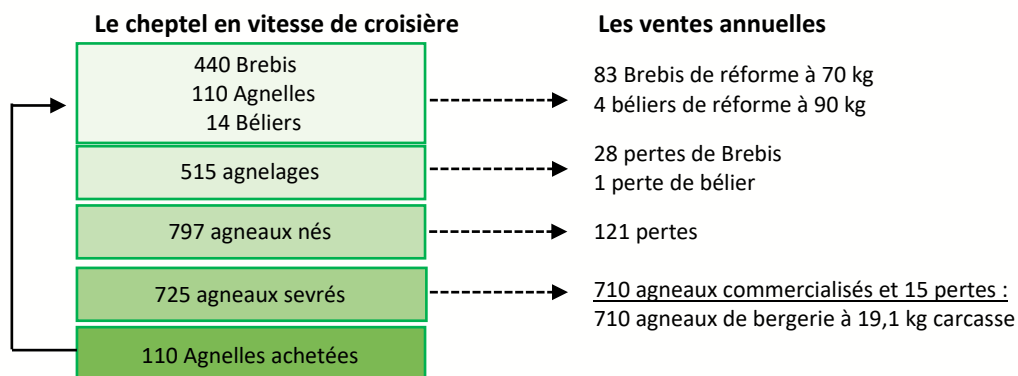 Le cheptel en vitesse de croisière
Les ventes annuelles
440 Brebis
110 Agnelles
14 Béliers
83 Brebis de réforme à 70 kg
4 béliers de réforme à 90 kg
515 agnelages
28 pertes de Brebis
1 perte de bélier
797 agneaux nés
121 pertes
725 agneaux sevrés
710 agneaux commercialisés et 15 pertes :
710 agneaux de bergerie à 19,1 kg carcasse
110 Agnelles achetées